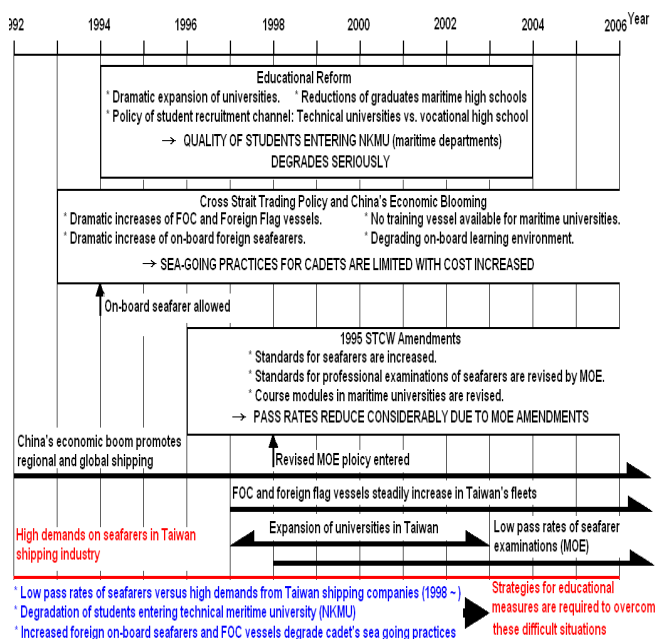 992 1994 1996 1998 2000 2002 2004 2006 Year
Educational Reform
* Dramatic expansion of universities. * Reductions of graduates maritime high schools
* Policy of student recruitment channel: Technical universities vs. vocational high school
→ QUALITY OF STUDENTS ENTERING NKMU (maritime departments)
DEGRADES SERIOUSLY
Cross Strait Trading Policy and China's Economic Blooming
* Dramatic increases of FOC and Foreign Flag vessels. * No training vessel available for maritime universities.
* Dramatic increase of on-board foreign seafearers. * Degrading on-board learning environment.
→ SEA-GOING PRACTICES FOR CADETS ARE LIMITED WITH COST INCREASED
On-board seafarer allowed
1995 STCW Amendments
* Standards for seafarers are increased.
* Standards for professional examinations of seafarers are revised by MOE.
* Course modules in maritime universities are revised.
→ PASS RATES REDUCE CONSIDERABLY DUE TO MOE AMENDMENTS
China's economic boom promotes
regional and global shipping
Revised MOE ploicy entered
FOC and foreign flag vessels steadily increase in Taiwan's fleets
High demands on seafarers in Taiwan
shipping industry
Expansion of universities in Taiwan
Low pass rates of seafarer
examinations (MOE)
* Low pass rates of seafarers versus high demands from Taiwan shipping companies (1998 ~)
* Degradation of students entering technical meritime university (NKMU)
* Increased foreign on-board seafarers and FOC vessels degrade cadet's sea going practices
Strategies for educational
measures are required to overcom
these difficult situations